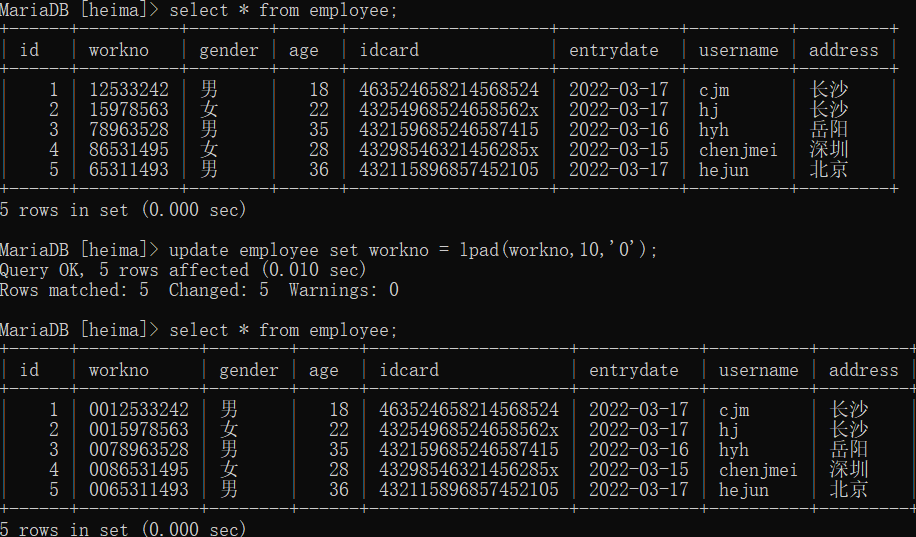 MariaDB [heima]> select * from employee;
+------+----------+--------+------+--------------------+------------+----------+---------+
| id   | workno   | gender | age  | idcard             | entrydate  | username | address |
+------+----------+--------+------+--------------------+------------+----------+---------+
|    1 | 12533242 | 男     |   18 | 463524658214568524 | 2022-03-17 | cjm      | 长沙    |
|    2 | 15978563 | 女     |   22 | 43254968524658562x | 2022-03-17 | hj       | 长沙    |
|    3 | 78963528 | 男     |   35 | 432159685246587415 | 2022-03-16 | hyh      | 岳阳    |
|    4 | 86531495 | 女     |   28 | 43298546321456285x | 2022-03-15 | chenjmei | 深圳    |
|    5 | 65311493 | 男     |   36 | 432115896857452105 | 2022-03-17 | hejun    | 北京    |
+------+----------+--------+------+--------------------+------------+----------+---------+
5 rows in set (0.000 sec)
MariaDB [heima]> update employee set workno = lpad(workno,10,'0');
Query OK, 5 rows affected (0.010 sec)
Rows matched: 5  Changed: 5  Warnings: 0
MariaDB [heima]> select * from employee;
+------+------------+--------+------+--------------------+------------+----------+---------+
| id   | workno     | gender | age  | idcard             | entrydate  | username | address |
+------+------------+--------+------+--------------------+------------+----------+---------+
|    1 | 0012533242 | 男     |   18 | 463524658214568524 | 2022-03-17 | cjm      | 长沙    |
|    2 | 0015978563 | 女     |   22 | 43254968524658562x | 2022-03-17 | hj       | 长沙    |
|    3 | 0078963528 | 男     |   35 | 432159685246587415 | 2022-03-16 | hyh      | 岳阳    |
|    4 | 0086531495 | 女     |   28 | 43298546321456285x | 2022-03-15 | chenjmei | 深圳    |
|    5 | 0065311493 | 男     |   36 | 432115896857452105 | 2022-03-17 | hejun    | 北京    |
+------+------------+--------+------+--------------------+------------+----------+---------+
5 rows in set (0.000 sec)